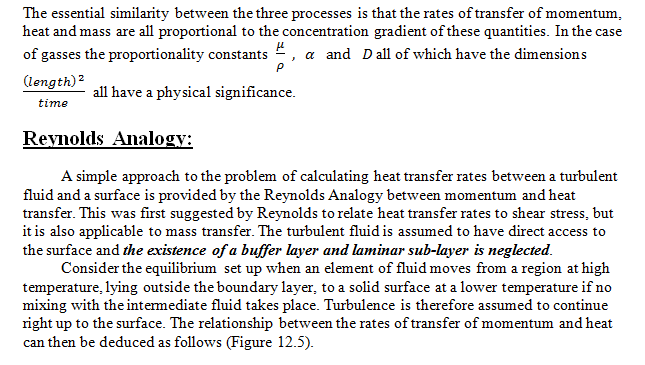 The essential similarity between the three processes is that the rates of transfer of momentum,
heat and mass are all proportional to the concentration gradient of these quantities. In the case
of gasses the proportionality constants μ/ρ , α and D all of which have the dimensions
(length)²/time all have a physical significance.
Reynolds Analogy:
A simple approach to the problem of calculating heat transfer rates between a turbulent
fluid and a surface is provided by the Reynolds Analogy between momentum and heat
transfer. This was first suggested by Reynolds to relate heat transfer rates to shear stress, but
it is also applicable to mass transfer. The turbulent fluid is assumed to have direct access to
the surface and the existence of a buffer layer and laminar sub-layer is neglected.
Consider the equilibrium set up when an element of fluid moves from a region at high
temperature, lying outside the boundary layer, to a solid surface at a lower temperature if no
mixing with the intermediate fluid takes place. Turbulence is therefore assumed to continue
right up to the surface. The relationship between the rates of transfer of momentum and heat
can then be deduced as follows (Figure 12.5).